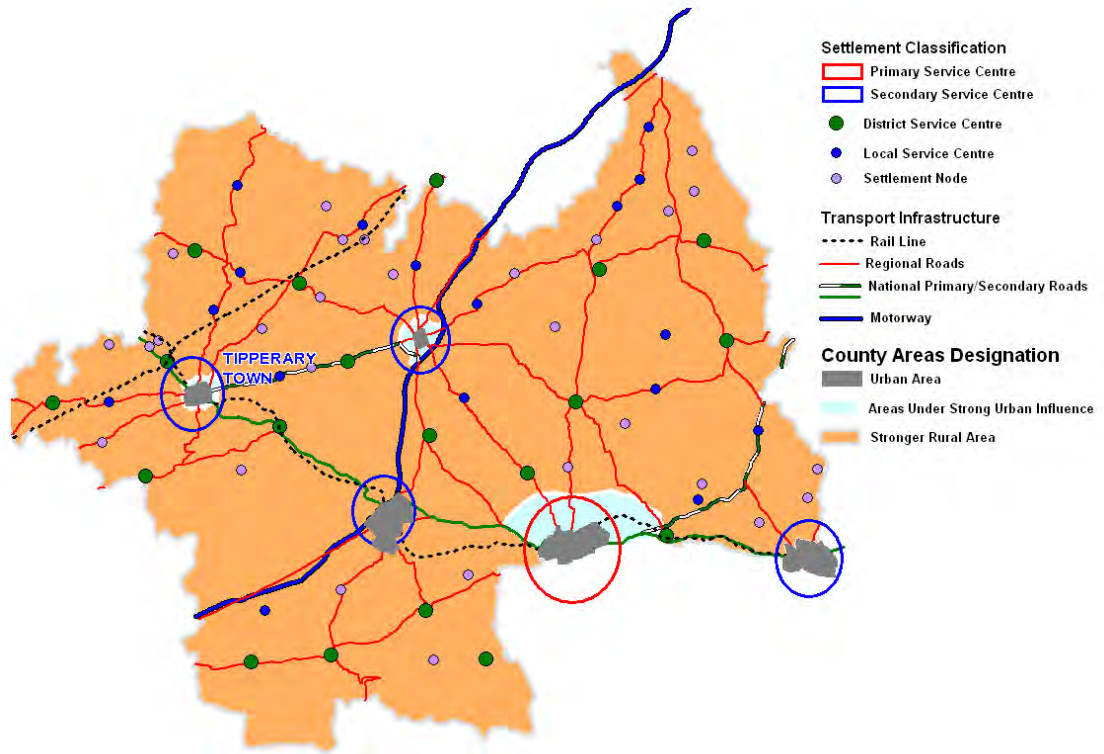 TIPPERARY
TOWN
Settlement Classification
Primary Service Centre
Secondary Service Centre
District Service Centre
Local Service Centre
Settlement Node
Transport Infrastructure
Rail Line
Regional Roads
National Primary/Secondary Roads
Motorway
County Areas Designation
Urban Area
Areas Under Strong Urban Influence
Stronger Rural Area